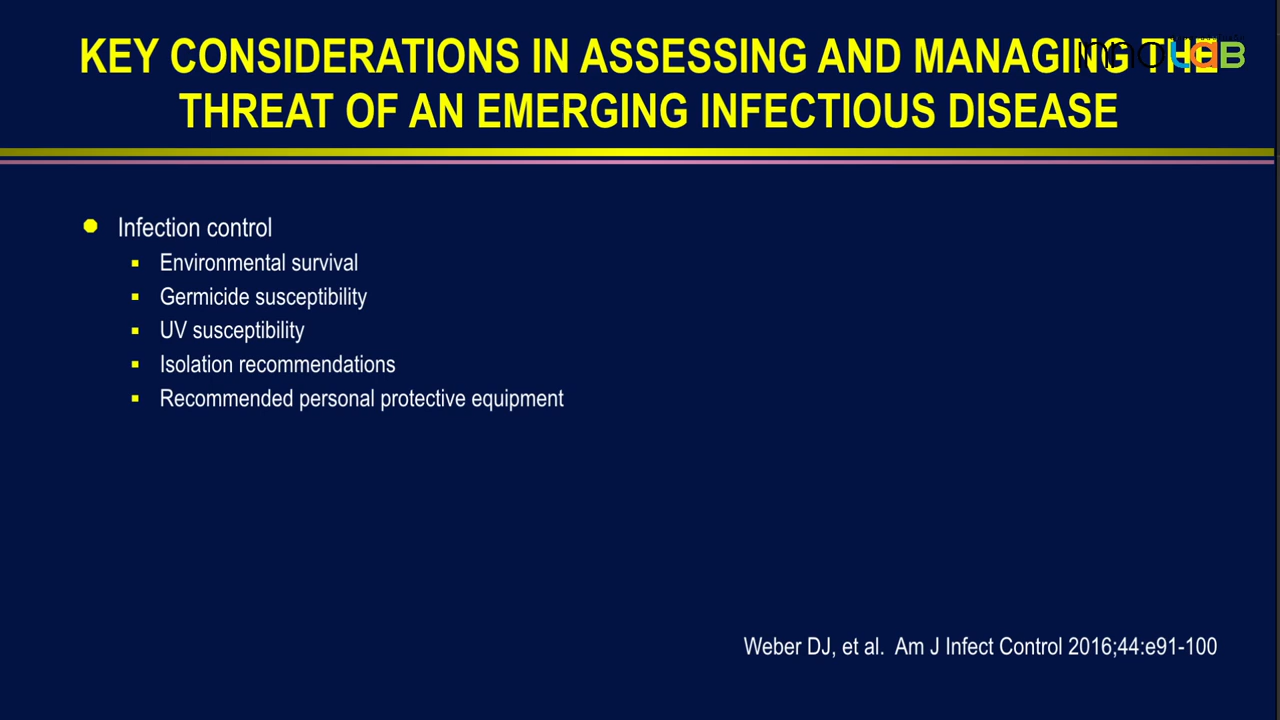 KEY CONSIDERATIONS IN ASSESSING AND MANAGING THE
THREAT OF AN EMERGING INFECTIOUS DISEASE
Infection control
Environmental survival
Germicide susceptibility
UV susceptibility
Isolation recommendations
Recommended personal protective equipment
Weber DJ, et al. Am J Infect Control 2016;44:e91-100